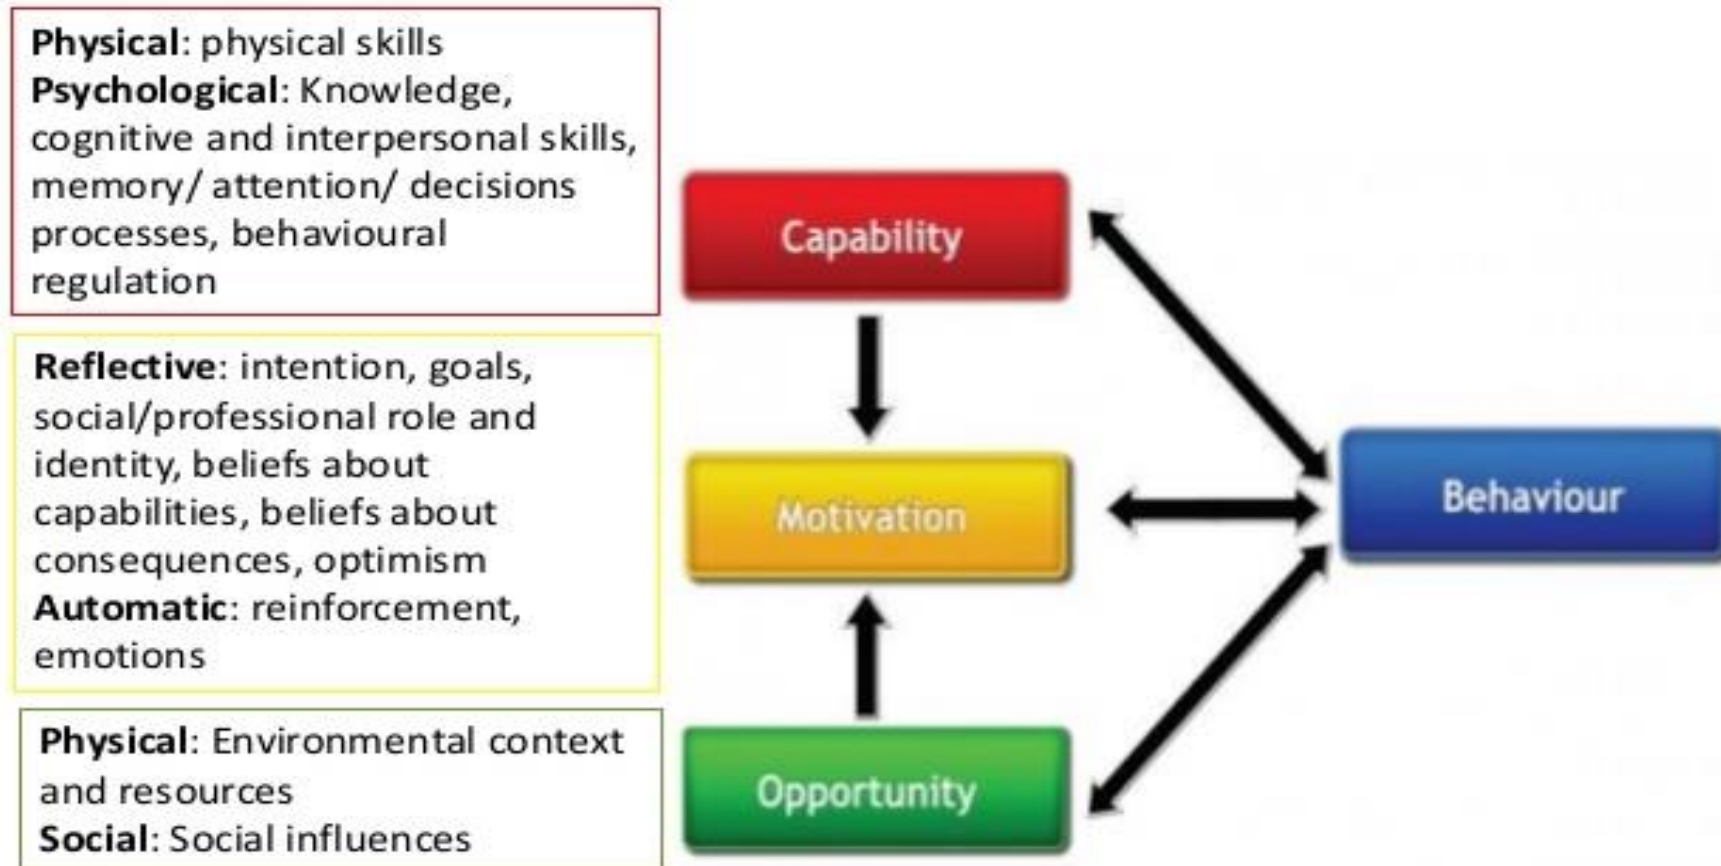 Physical: physical skills
Psychological: Knowledge,
cognitive and interpersonal skills,
memory/ attention/ decisions
processes, behavioural
regulation
Reflective: intention, goals,
social/professional role and
identity, beliefs about
capabilities, beliefs about
consequences, optimism
Automatic: reinforcement,
emotions
Physical: Environmental context
and resources
Social: Social influences
Capability
Motivation
Opportunity
Behaviour